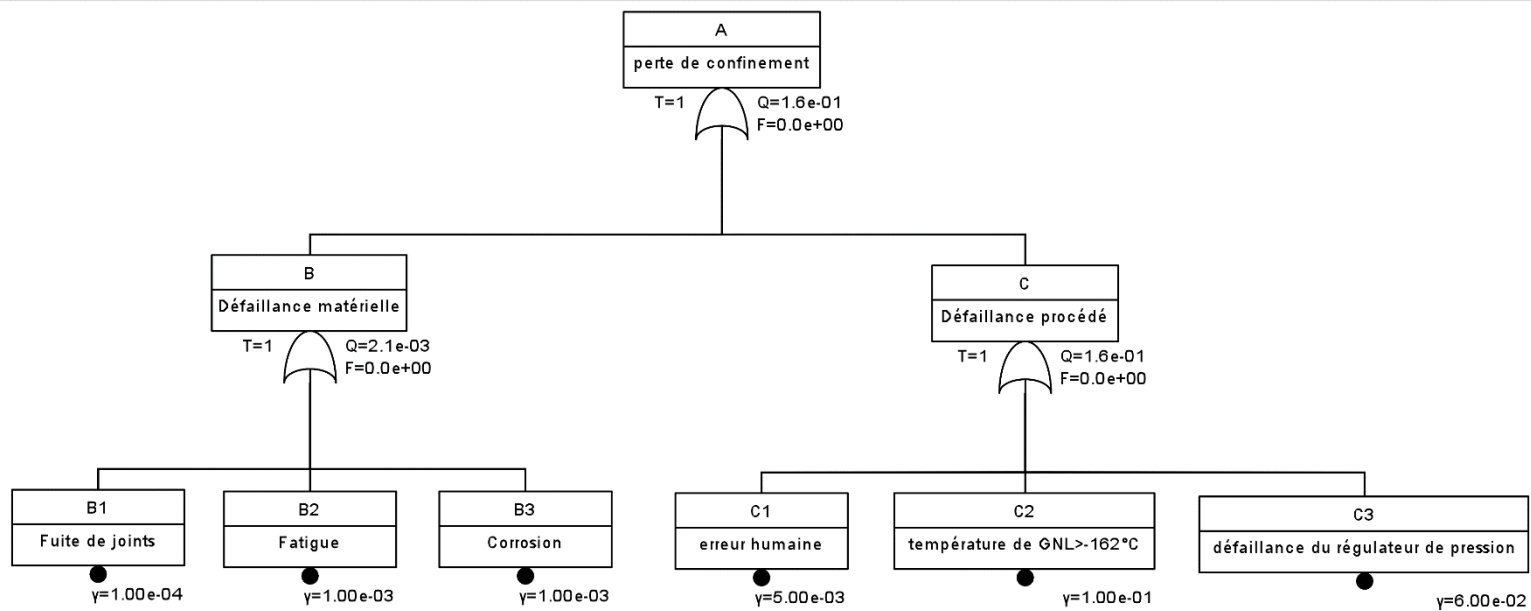 A
perte de confinement
T=1
Q=1.6e-01
F=0.0e+00
B
Défaillance matérielle
T=1
Q=2.1e-03
F=0.0e+00
C
Défaillance procédé
T=1
Q=1.6e-01
F=0.0e+00
B1
Fuite de joints
γ=1.00e-04
B2
Fatigue
γ=1.00e-03
B3
Corrosion
γ=1.00e-03
C1
erreur humaine
γ=5.00e-03
C2
température de GNL>-162°C
γ=1.00e-01
C3
défaillance du régulateur de pression
γ=6.00e-02